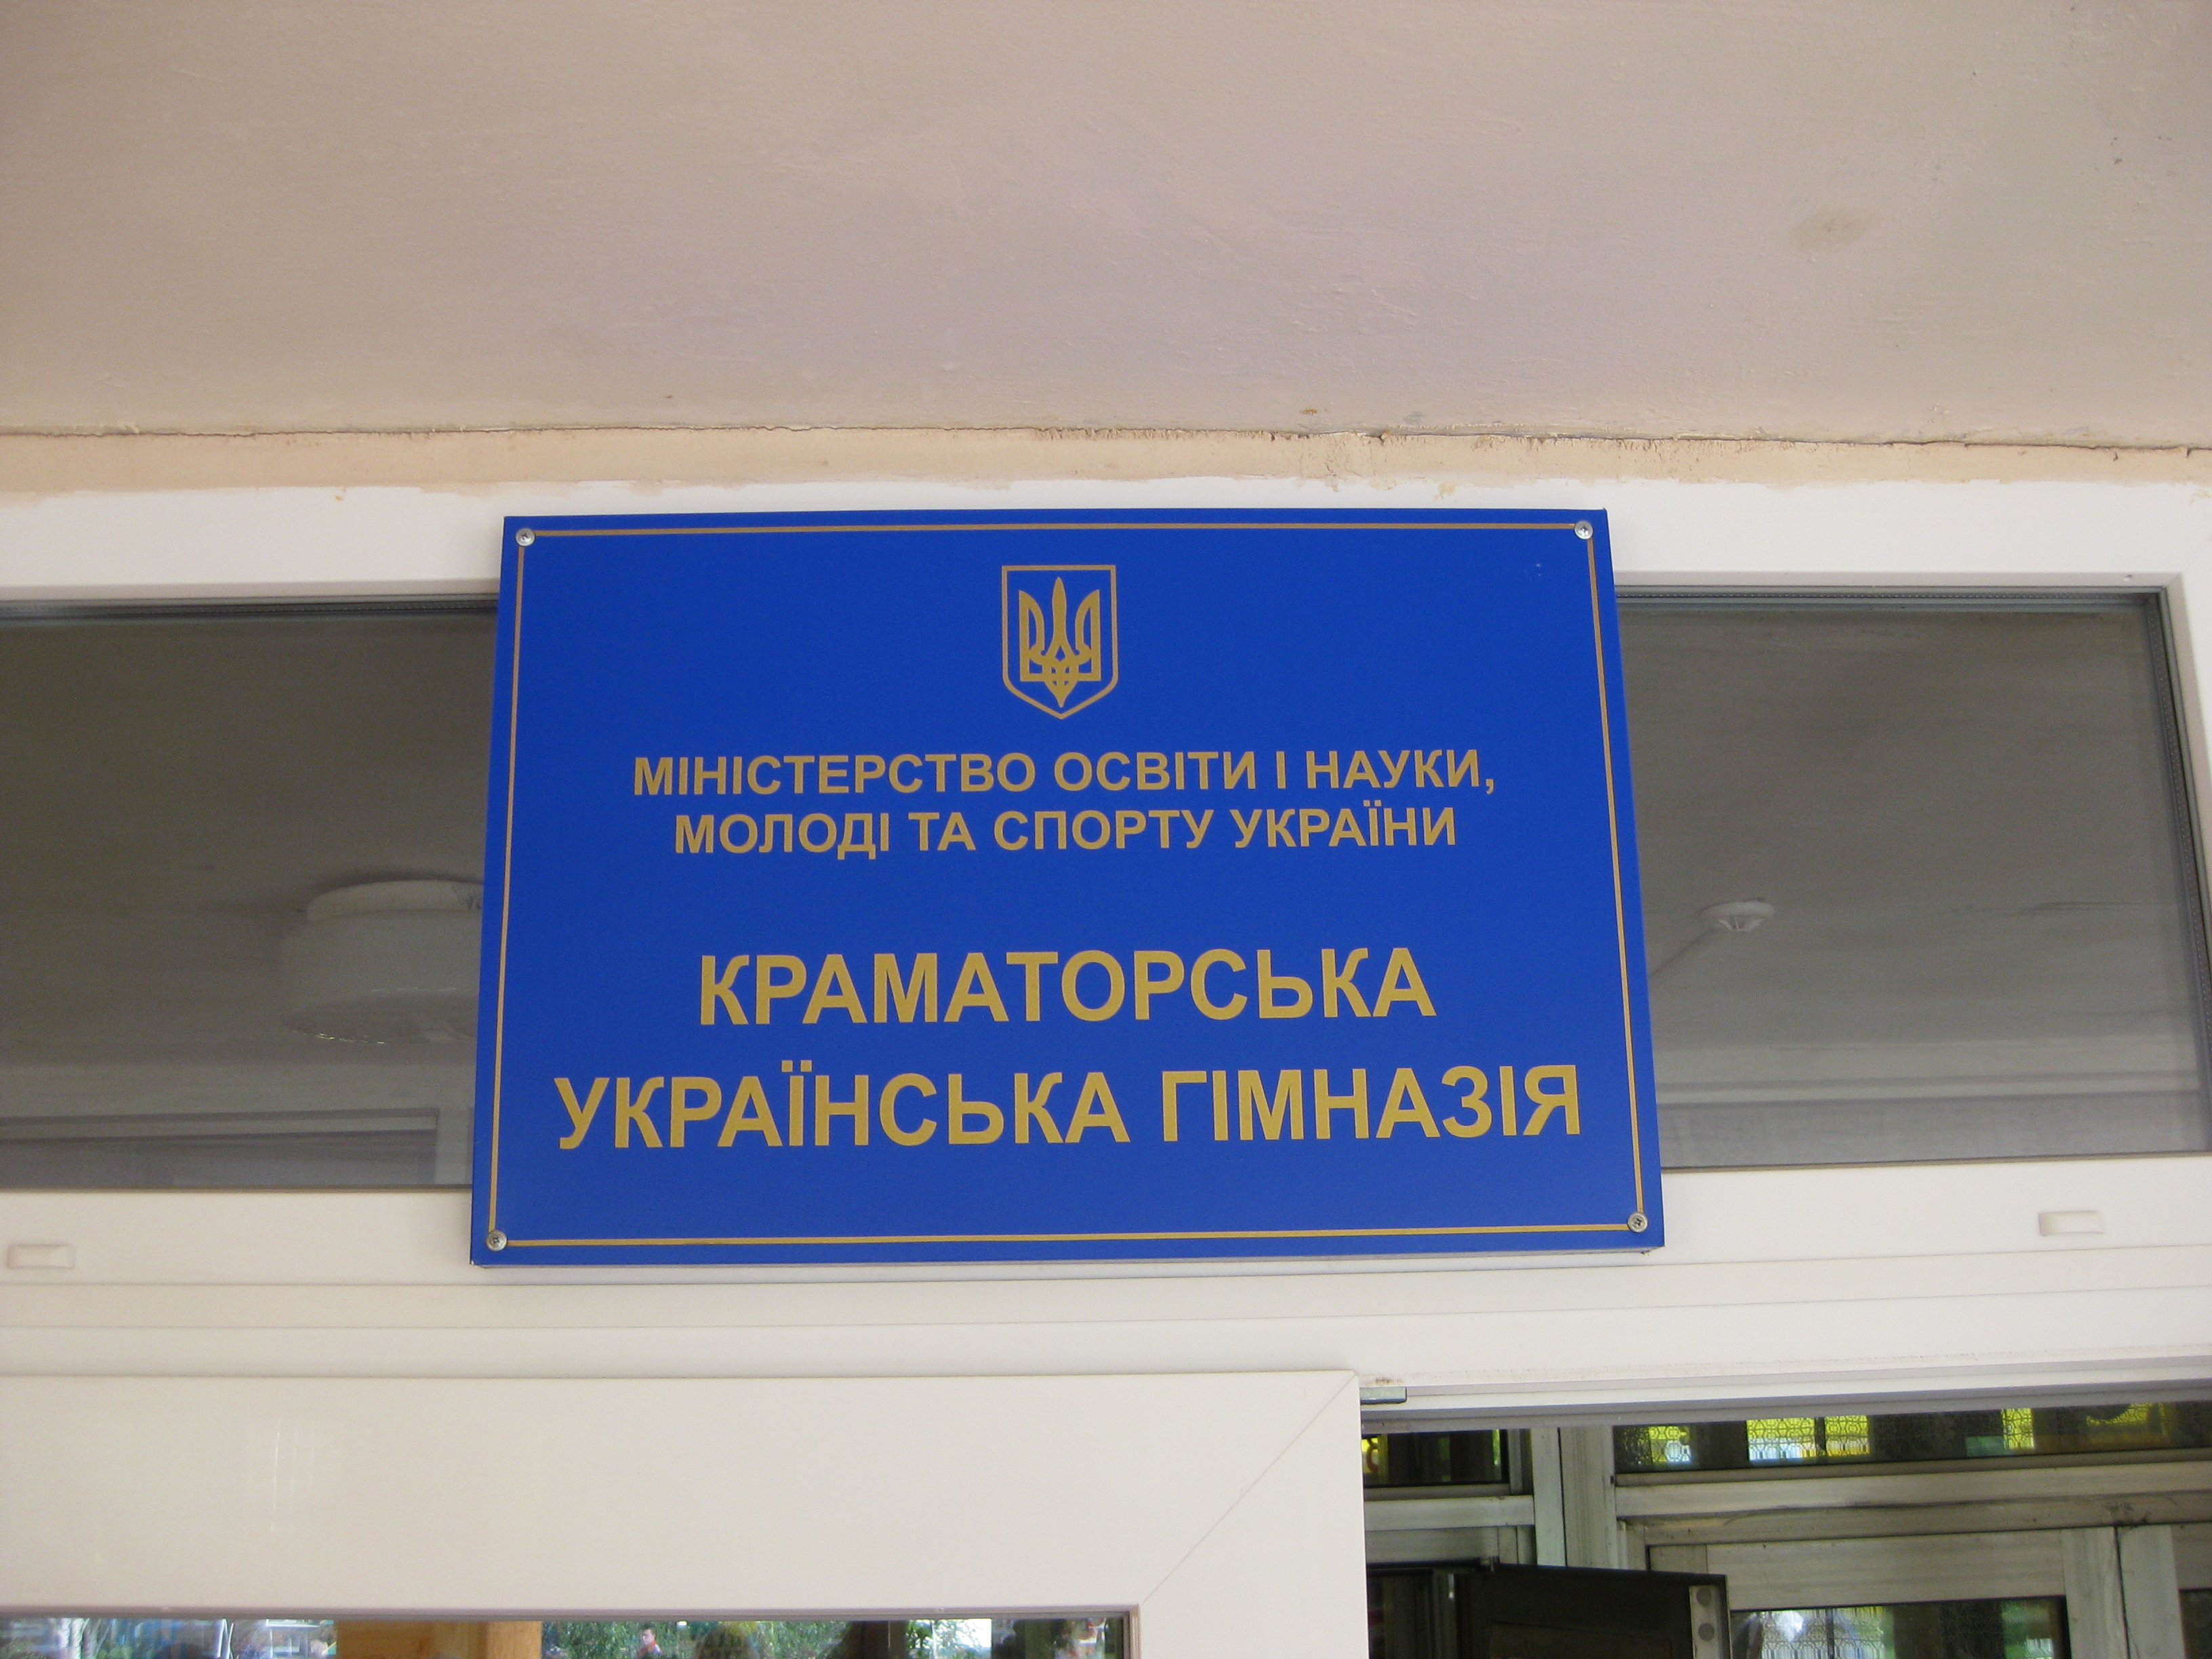 МІНІСТЕРСТВО ОСВІТИ І НАУКИ,
МОЛОДІ ТА СПОРТУ УКРАЇНИ
КРАМАТОРСЬКА
УКРАЇНСЬКА ГІМНАЗІЯ